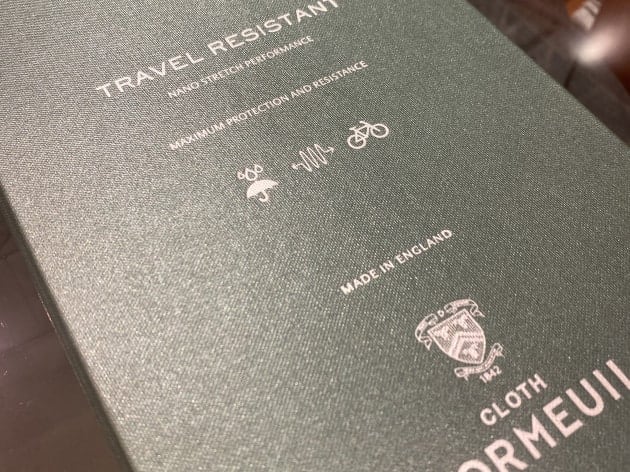 TRAVEL RESISTANT
NANO STRETCH PERFORMANCE
MAXIMUM PROTECTION AND RESISTANCE
MADE IN ENGLAND
D
1842
CLOTH
ORMEUIL